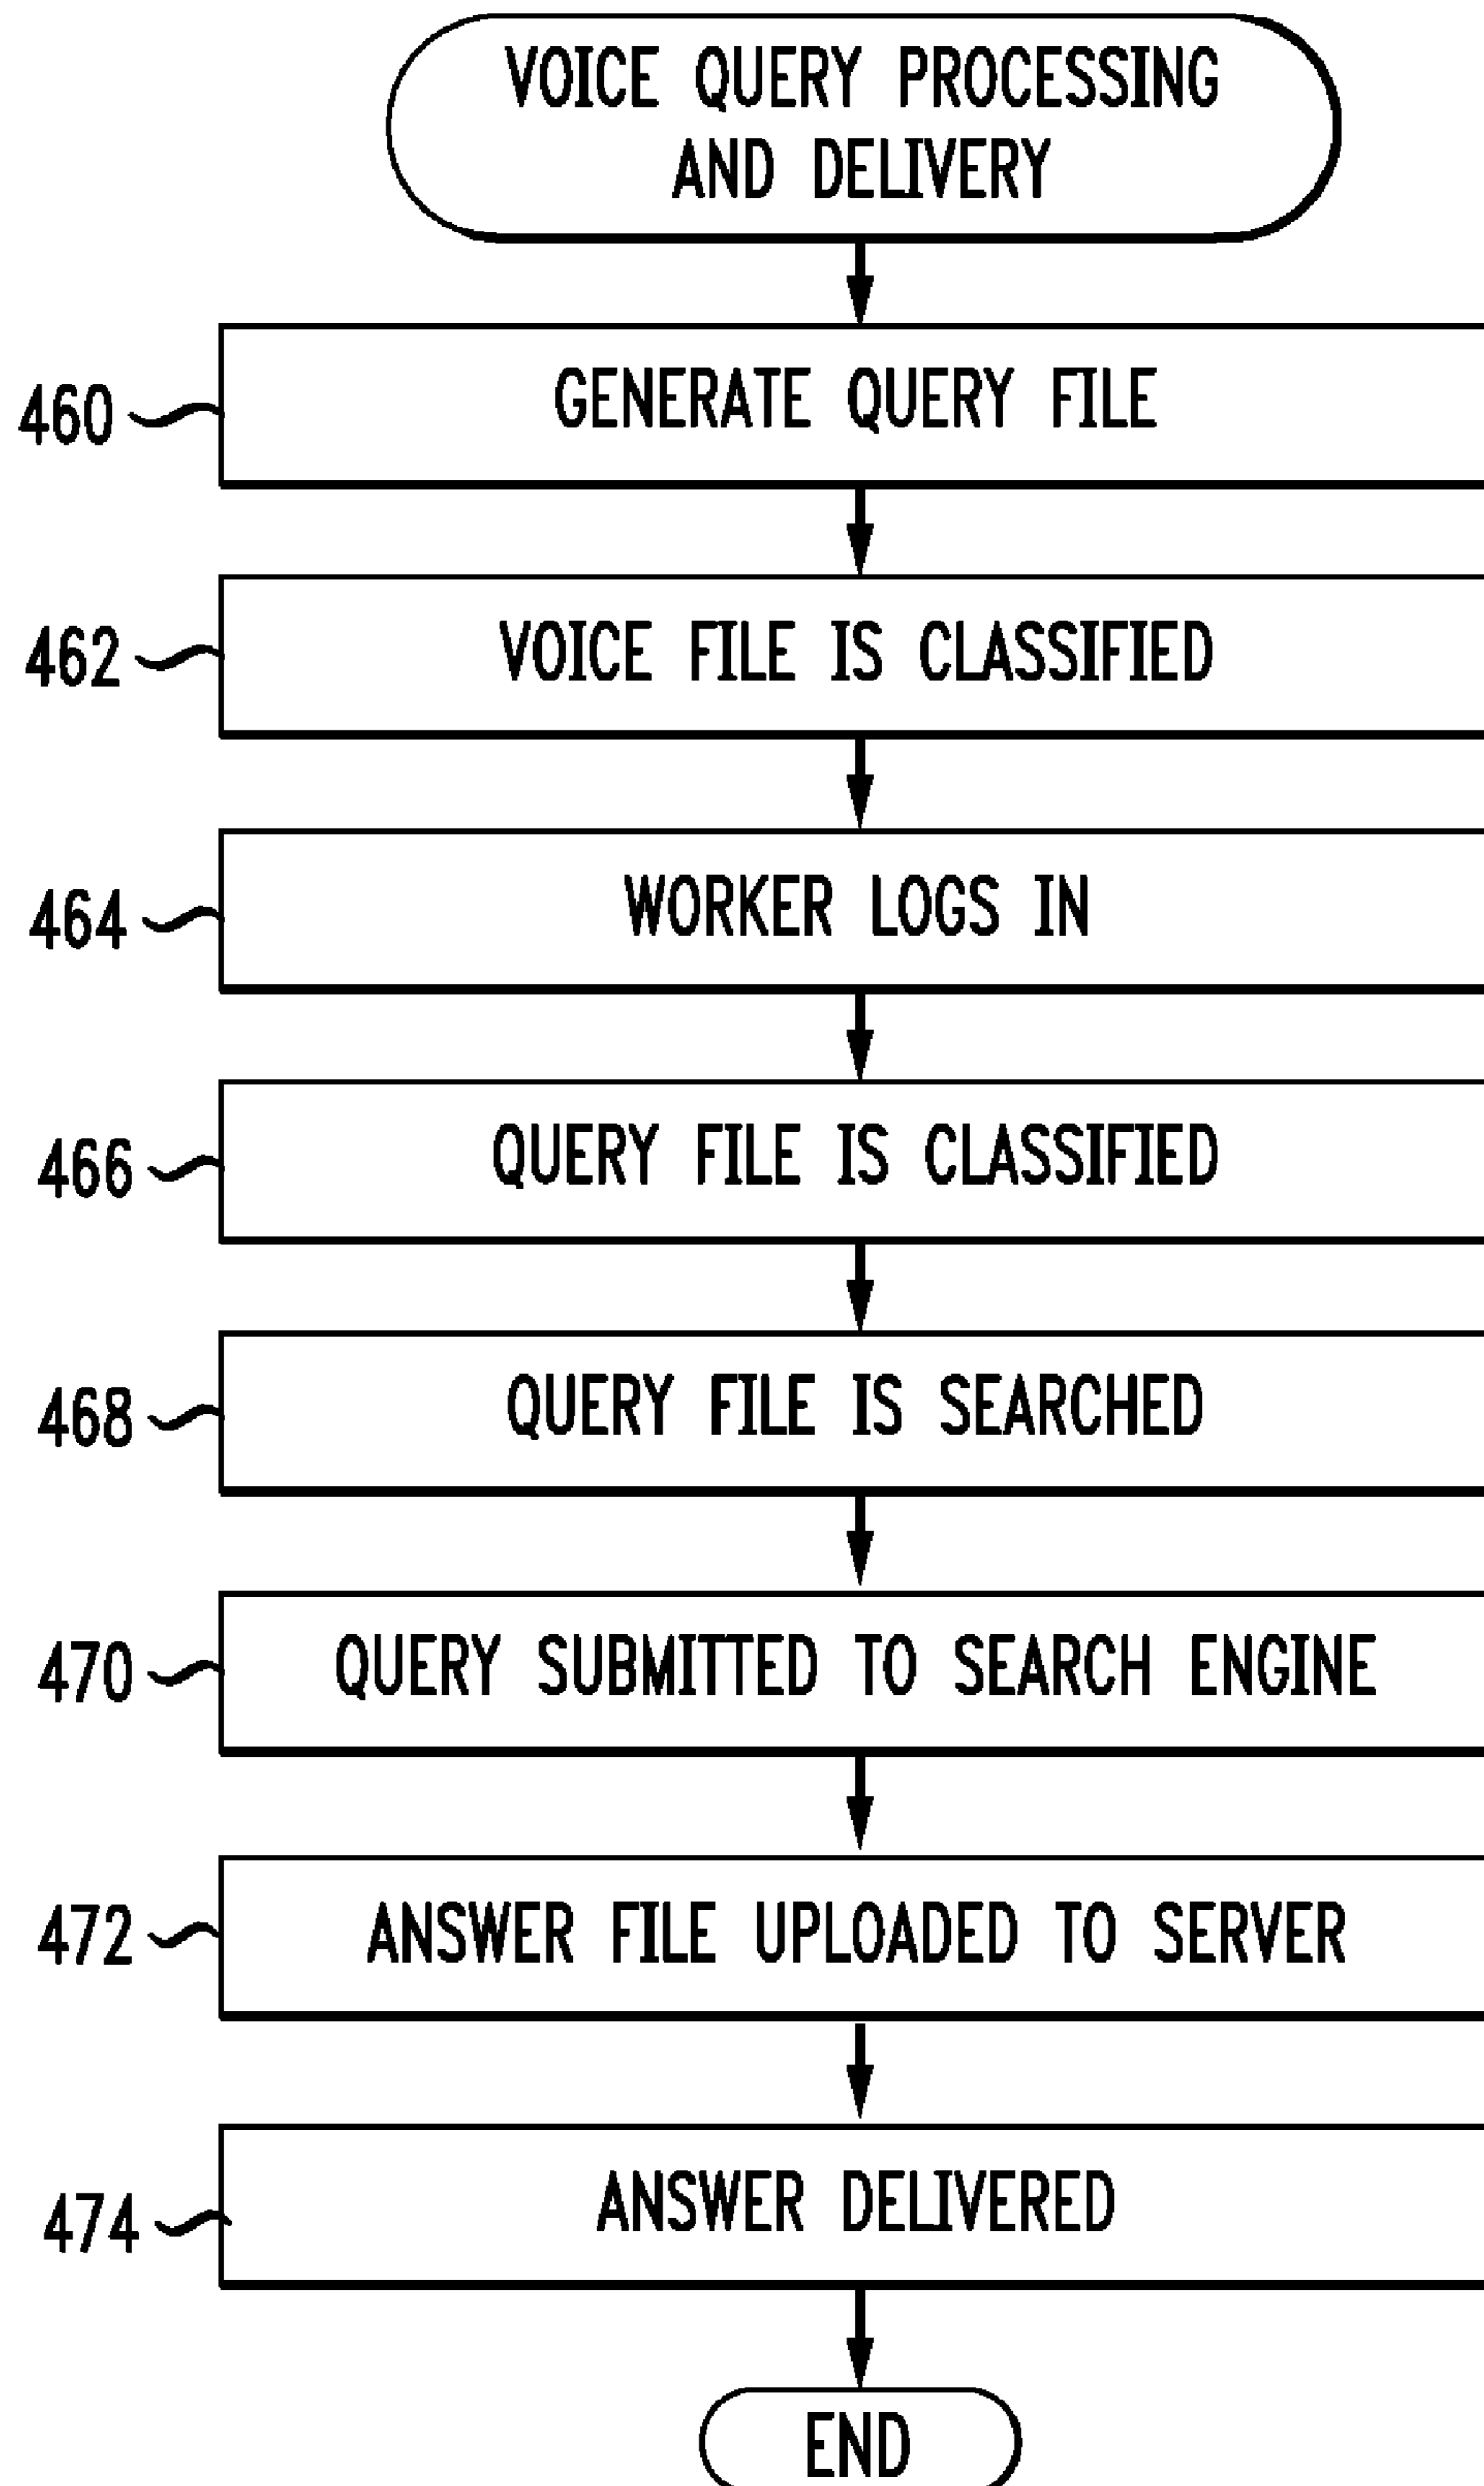 VOICE QUERY PROCESSING
AND DELIVERY
460
GENERATE QUERY FILE
462
VOICE FILE IS CLASSIFIED
464
WORKER LOGS IN
466
QUERY FILE IS CLASSIFIED
468
QUERY FILE IS SEARCHED
470
QUERY SUBMITTED TO SEARCH ENGINE
472
ANSWER FILE UPLOADED TO SERVER
474
ANSWER DELIVERED
END